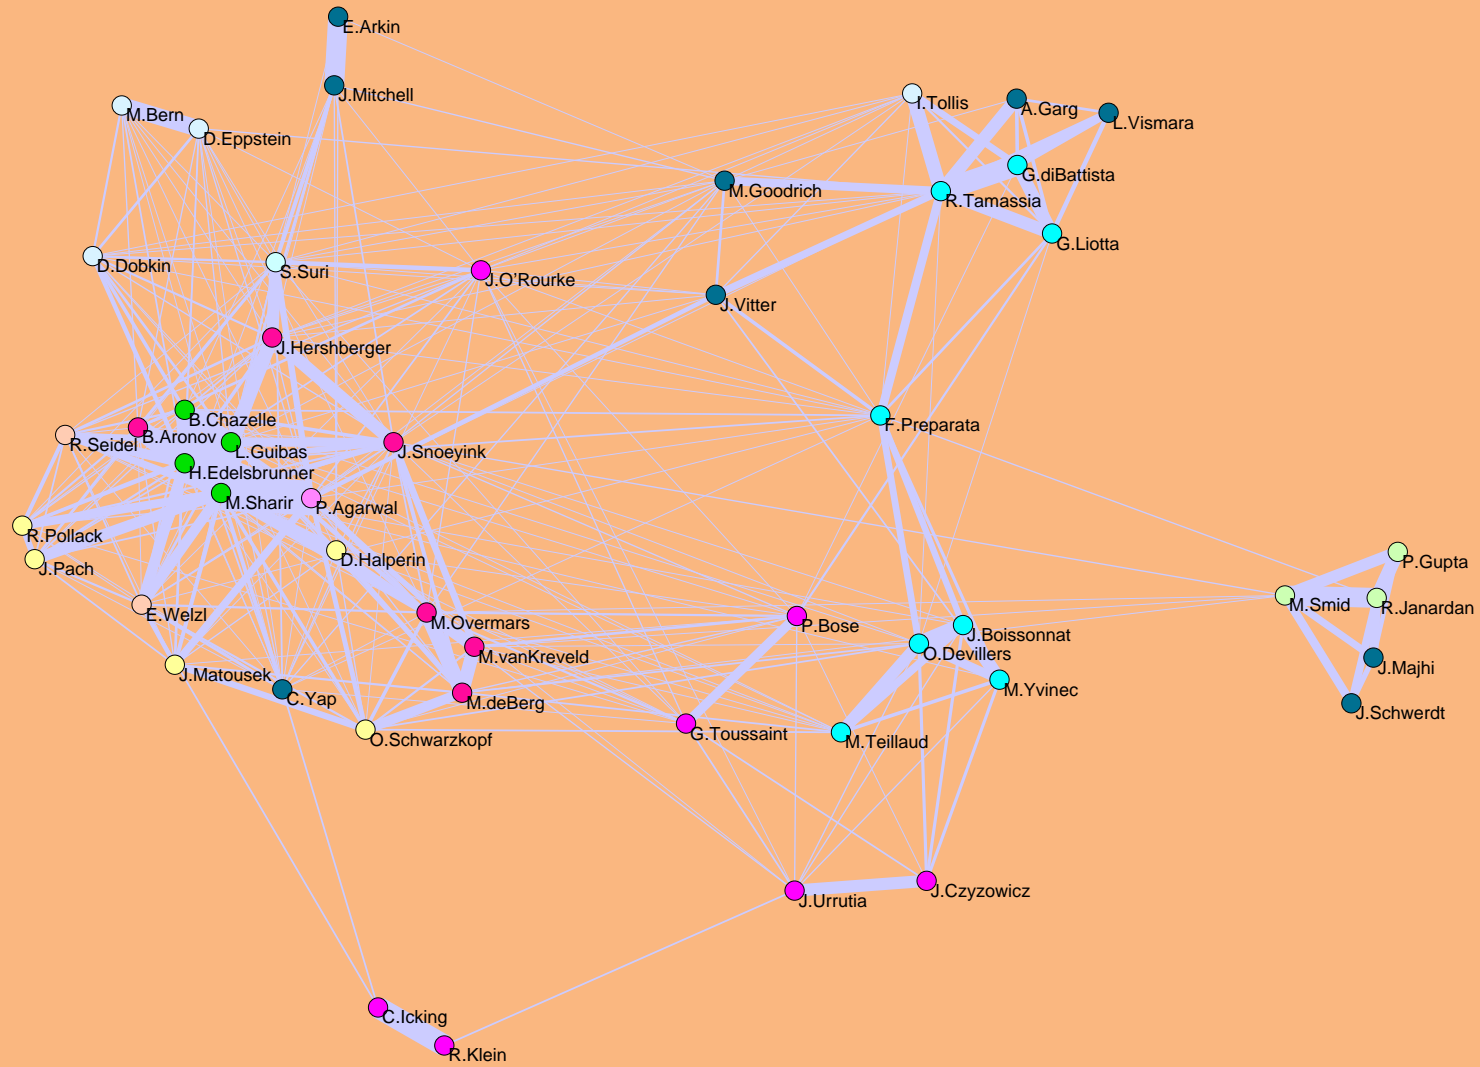 E.Arkin
J.Mitchell
M.Bern
D.Eppstein
I.Tollis
A.Garg
L.Vismara
G.diBattista
M.Goodrich
R.Tamassia
G.Liotta
D.Dobkin
S.Suri
J.O'Rourke
J.Vitter
J.Hershberger
B.Chazelle
F.Preparata
B.Aronov
R.Seidel
L.Guibas
J.Snoeyink
H.Edelsbrunner
M.Sharir
P.Agarwal
R.Pollack
D.Halperin
J.Pach
P.Gupta
E.Welzl
M.Smid
R.Janardan
M.Overmars
P.Bose
J.Boissonnat
O.Devillers
M.vanKreveld
J.Matousek
J.Majhi
M.Yvinec
C.Yap
M.deBerg
J.Schwerdt
G.Toussaint
O.Schwarzkopf
M.Teillaud
J.Czyzowicz
J.Urrutia
C.Icking
R.Klein